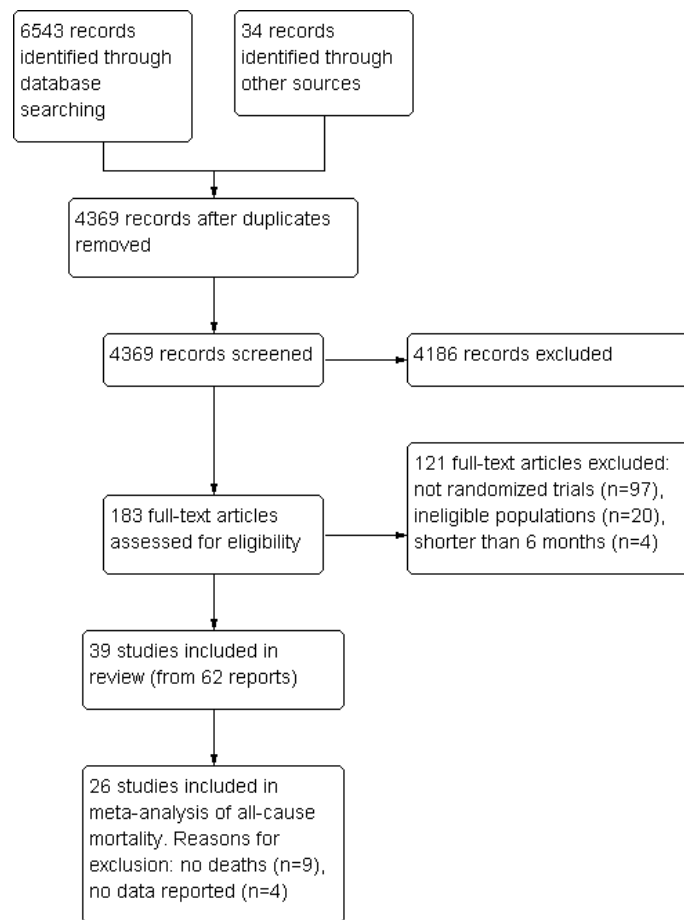 6543 records
identified through
database
searching
34 records
identified through
other sources
4369 records after duplicates
removed
4369 records screened
4186 records excluded
183 full-text articles
assessed for eligibility
121 full-text articles excluded:
not randomized trials (n=97),
ineligible populations (n=20),
shorter than 6 months (n=4)
39 studies included in
review (from 62 reports)
26 studies included in
meta-analysis of all-cause
mortality. Reasons for
exclusion: no deaths (n=9),
no data reported (n=4)